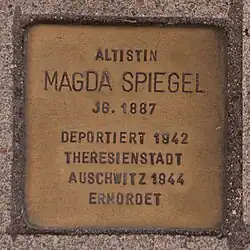 ALTISTIN
MAGDA SPIEGEL
JG. 1887
DEPORTIERT 1942
THERESIENSTADT
AUSCHWITZ 1944
ERMORDET